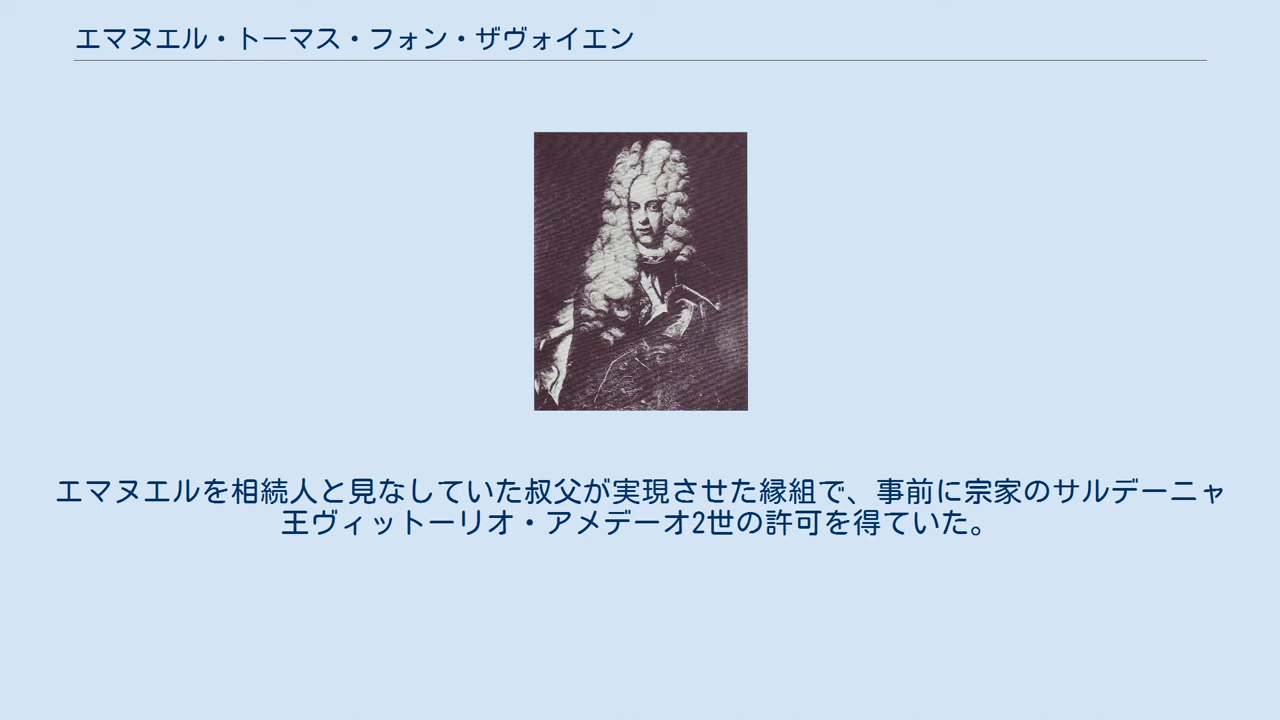 エマヌエル・トーマス・フォン・ザヴォイエン
エマヌエルを相続人と見なしていた叔父が実現させた縁組で、事前に宗家のサルデーニャ
王ヴィットーリオ・アメデーオ2世の許可を得ていた。